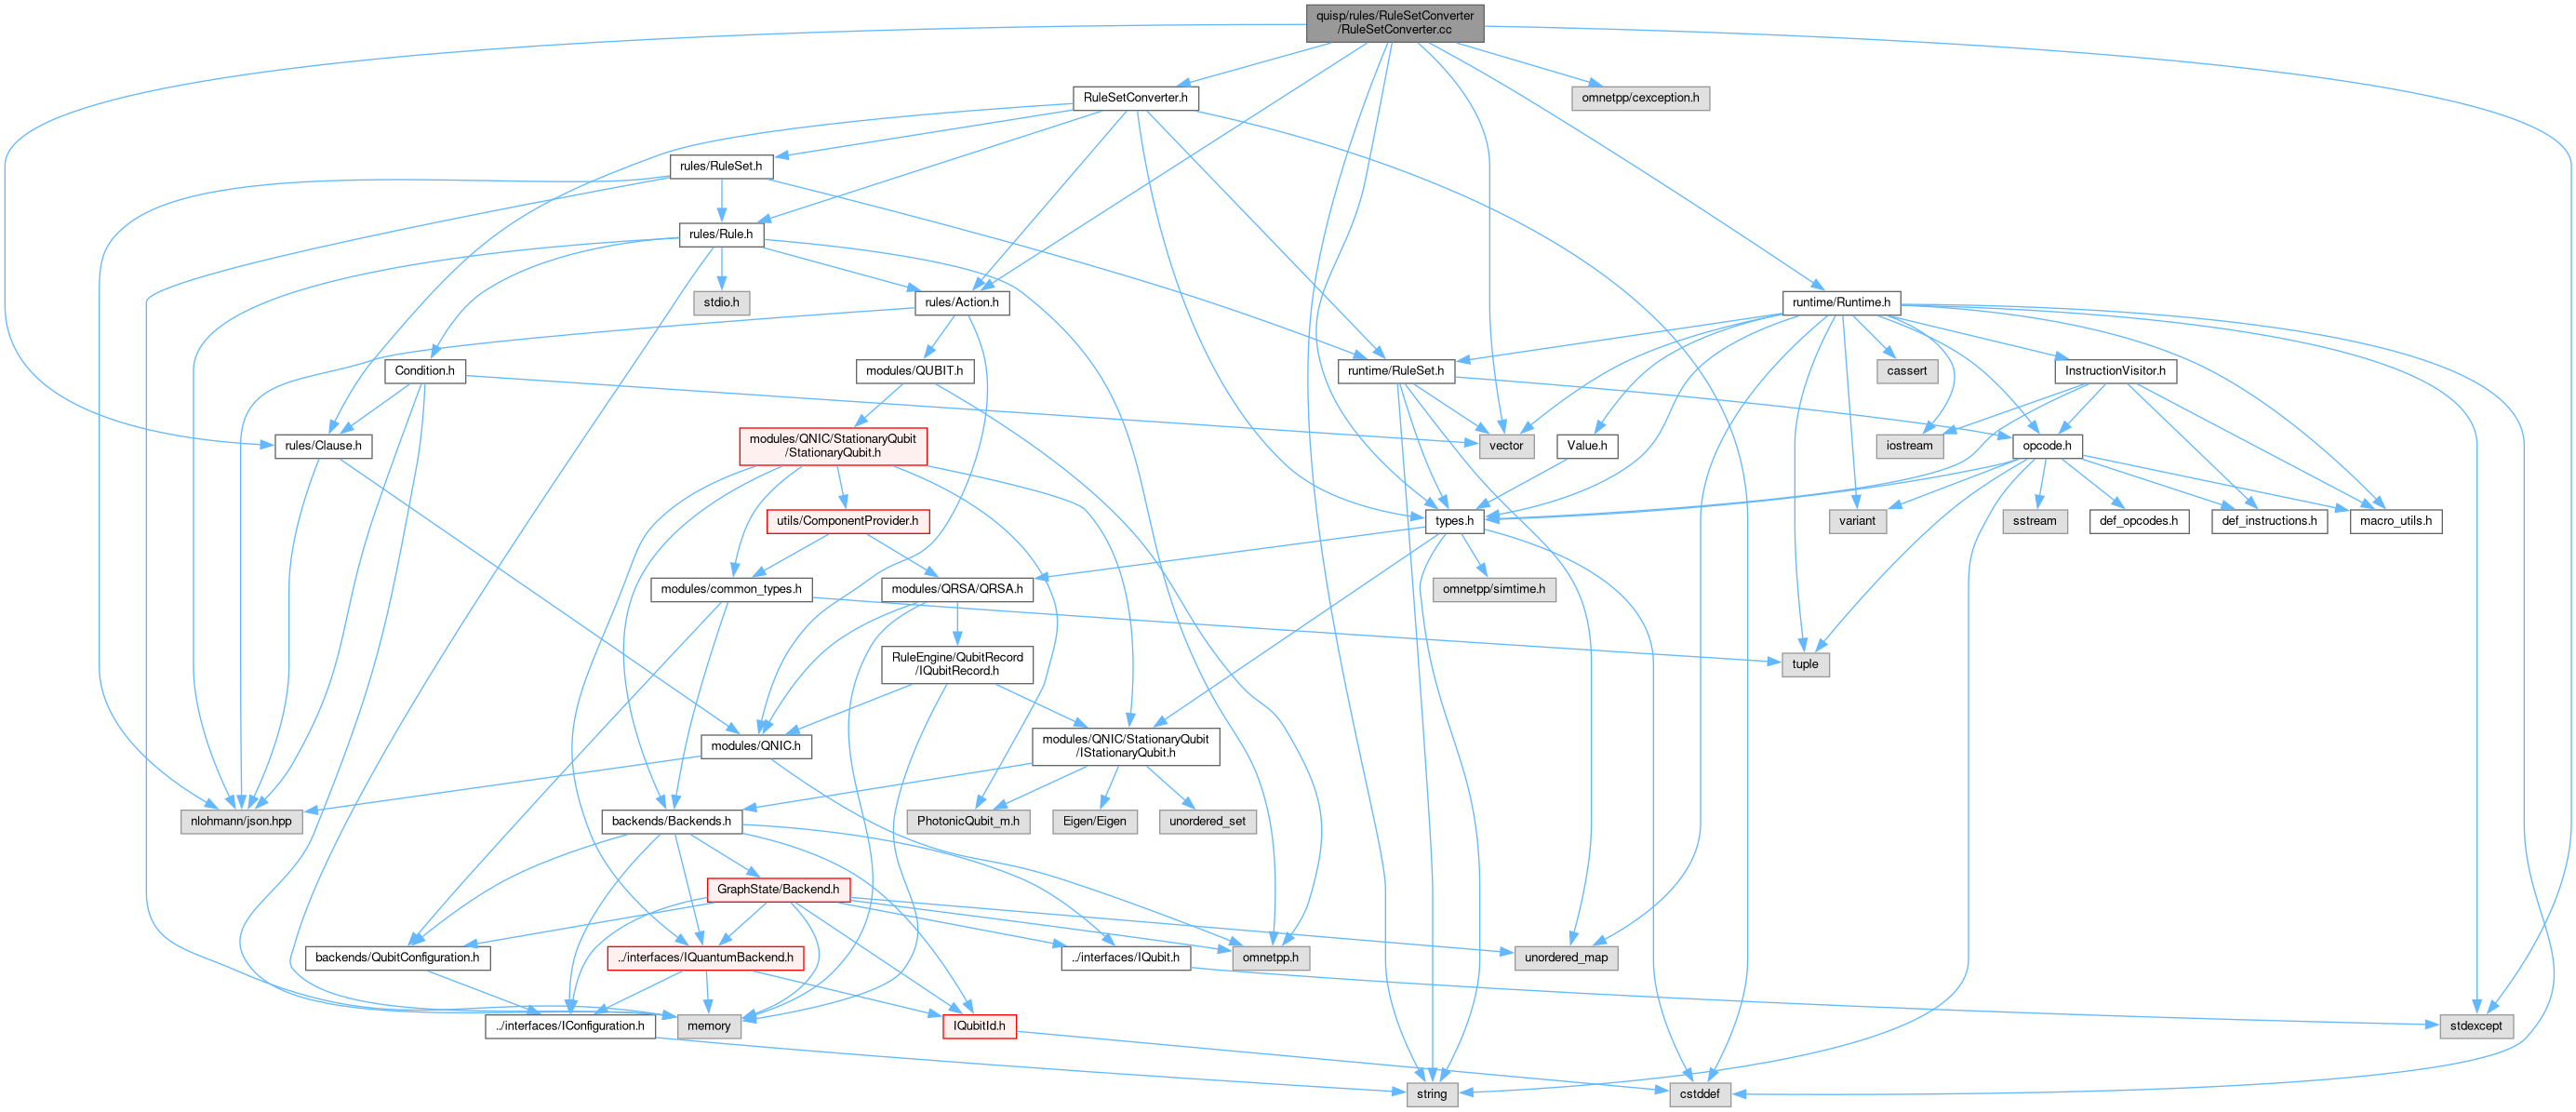 quisp/rules/RuleSetConverter
/RuleSetConverter.cc
RuleSetConverter.h
omnetpp/cexception.h
rules/RuleSet.h
rules/Rule.h
stdio.h
rules/Action.h
runtime/Runtime.h
Condition.h
modules/QUBIT.h
runtime/RuleSet.h
cassert
InstructionVisitor.h
rules/Clause.h
modules/QNIC/StationaryQubit
/StationaryQubit.h
vector
Value.h
iostream
opcode.h
utils/ComponentProvider.h
types.h
variant
sstream
def_opcodes.h
def_instructions.h
macro_utils.h
modules/common_types.h
modules/QRSA/QRSA.h
omnetpp/simtime.h
RuleEngine/QubitRecord
/IQubitRecord.h
tuple
modules/QNIC.h
modules/QNIC/StationaryQubit
/IStationaryQubit.h
nlohmann/json.hpp
backends/Backends.h
PhotonicQubit_m.h
Eigen/Eigen
unordered_set
GraphState/Backend.h
backends/QubitConfiguration.h
../interfaces/IQuantumBackend.h
../interfaces/IQubit.h
omnetpp.h
unordered_map
../interfaces/IConfiguration.h
memory
IQubitId.h
stdexcept
string
cstddef